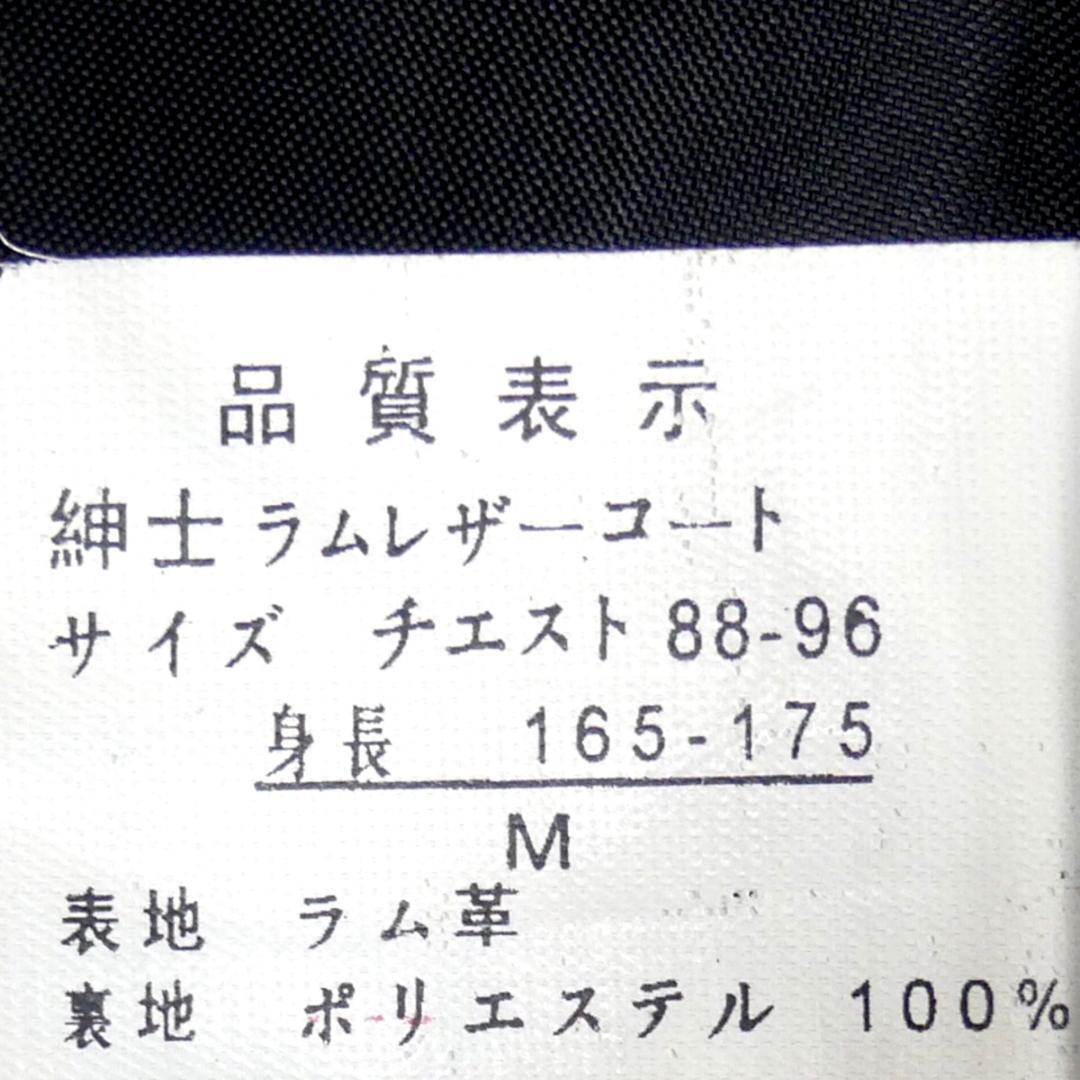 品質表示
紳士ラムレザーコート
サイズ チエスト 88-96
身長 165-175
M
表地 ラム革
裏地 ポリエステル 100%